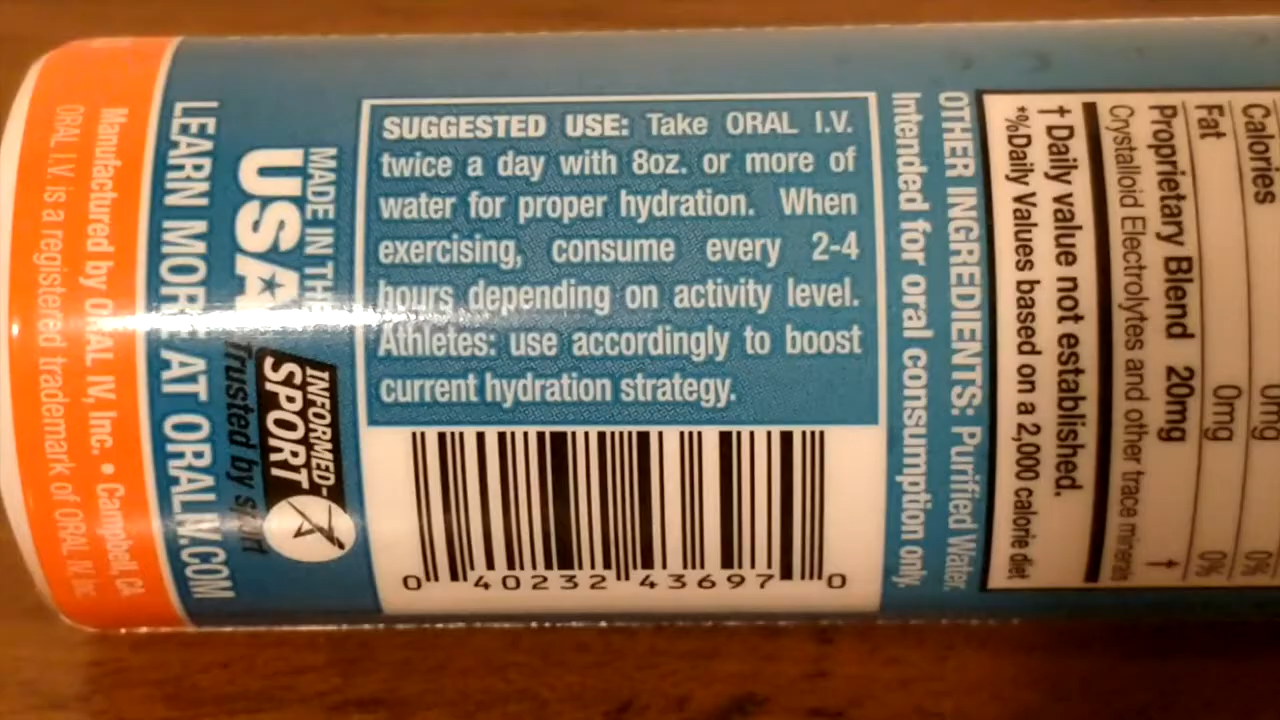 SUGGESTED USE: Take ORAL I.V.
twice a day with 8oz. or more of
water for proper hydration. When
exercising, consume every 2-4
hours depending on activity level.
Athletes: use accordingly to boost
current hydration strategy.
0 40232 43697 0
Calories 0mg 0%
Fat 0mg 0%
Proprietary Blend 20mg †
Crystalloid Electrolytes and other trace minerals
† Daily value not established.
*%Daily Values based on a 2,000 calorie diet
OTHER INGREDIENTS: Purified Water.
Intended for oral consumption only.
MADE IN THE
USA
INFORMED-
SPORT
Trusted by sport
LEARN MORE AT ORALIV.COM
Manufactured by ORAL IV, Inc. • Campbell, CA
ORAL I.V. is a registered trademark of ORAL IV, Inc